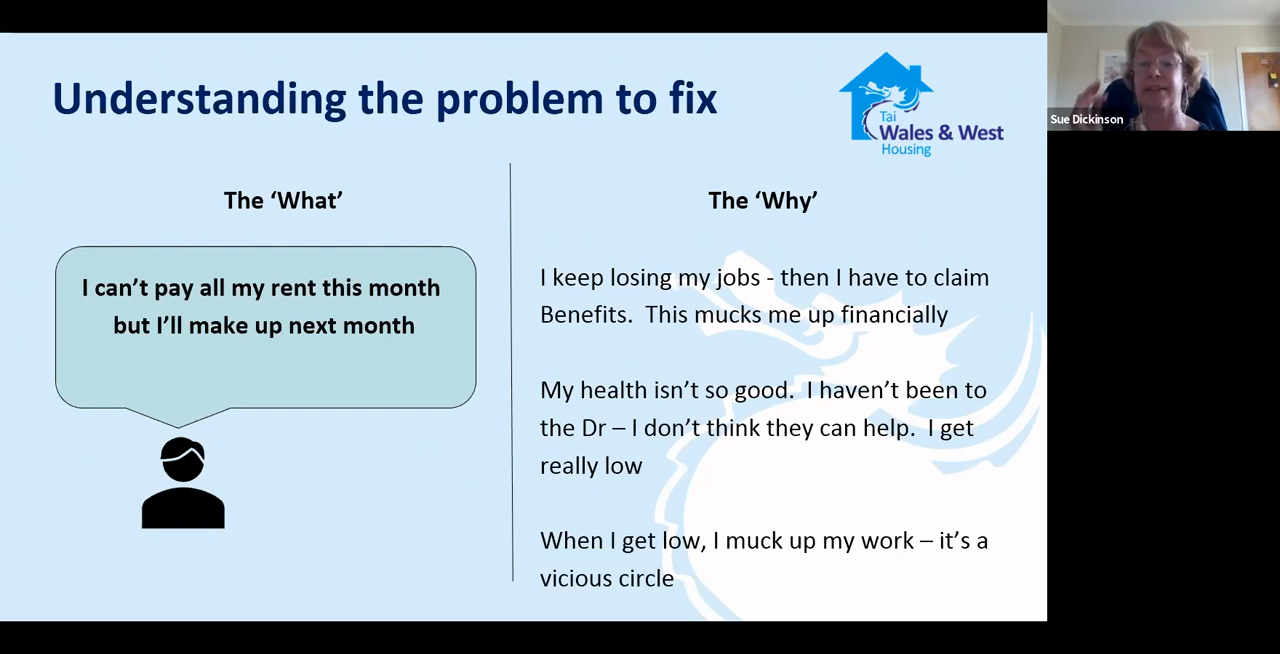 Understanding the problem to fix
Tai
Wales & West
Housing
Sue Dickinson
The ‘What’
I can’t pay all my rent this month
but I’ll make up next month
The ‘Why’
I keep losing my jobs - then I have to claim
Benefits.  This mucks me up financially
My health isn’t so good.  I haven’t been to
the Dr – I don’t think they can help.  I get
really low
When I get low, I muck up my work – it’s a
vicious circle